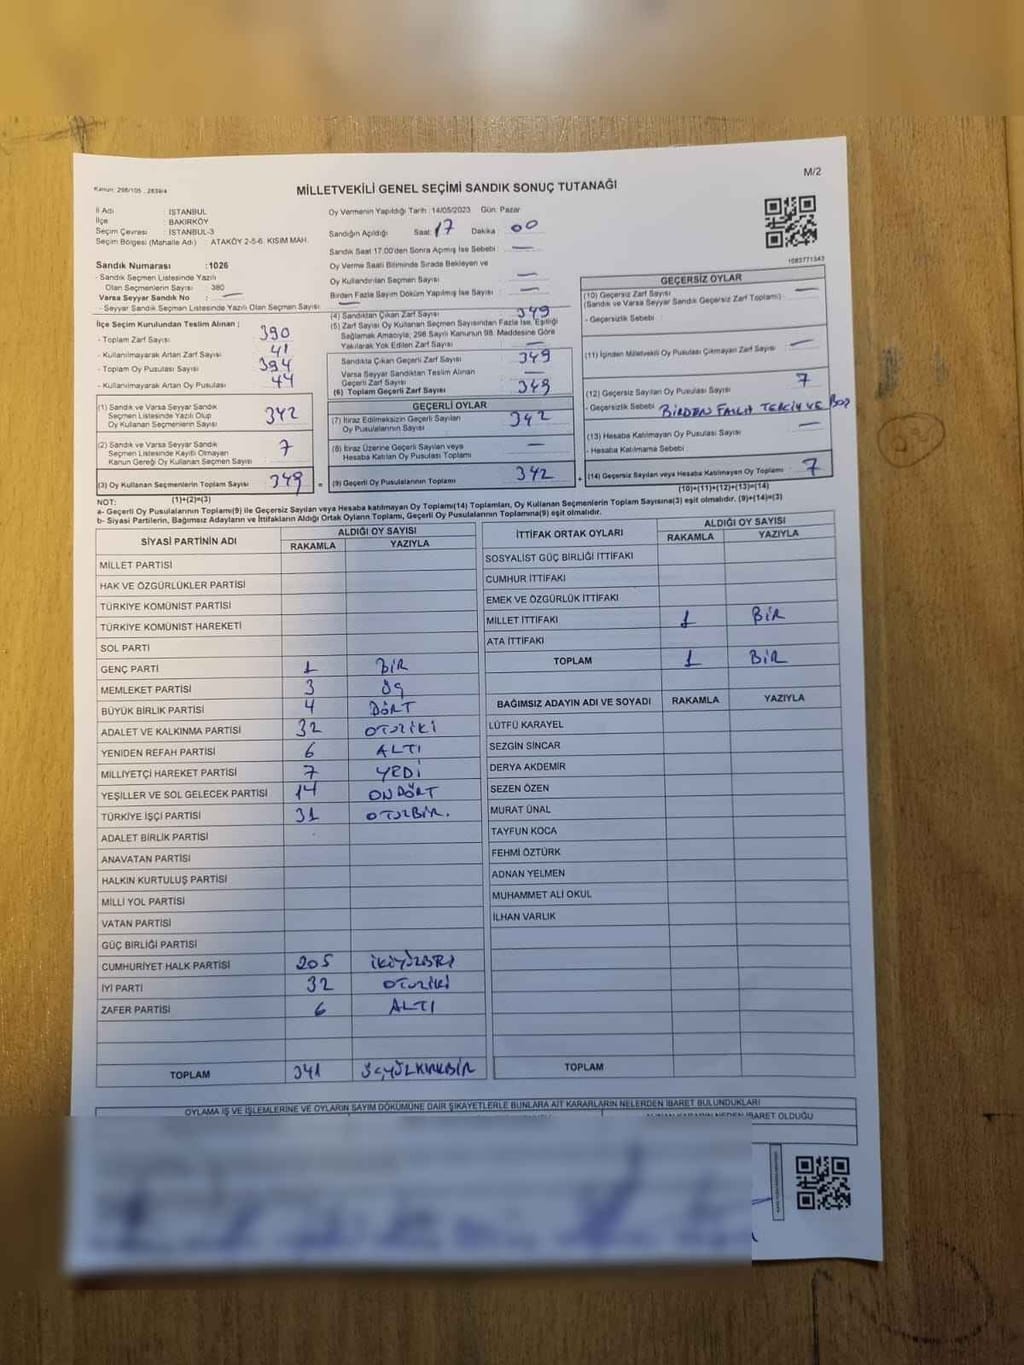 M/2
Kanun: 298/105 . 2839/4
MİLLETVEKİLİ GENEL SEÇİMİ SANDIK SONUÇ TUTANAĞI
İl Adı : İSTANBUL
İlçe : BAKIRKÖY
Seçim Çevresi : İSTANBUL-3
Seçim Bölgesi (Mahalle Adı) : ATAKÖY 2-5-6. KISIM MAH.
Oy Vermenin Yapıldığı Tarih :14/05/2023 Gün: Pazar
Sandığın Açıldığı Saat: 17 Dakika : 00
Sandık Saat 17:00'den Sonra Açmış İse Sebebi : —
Oy Verme Saati Bitiminde Sırada Bekleyen ve
Oy Kullandırılan Seçmen Sayısı : —
Birden Fazla Sayım Döküm Yapılmış İse Sayısı : —
1083771343
Sandık Numarası :1026
- Sandık Seçmen Listesinde Yazılı
Olan Seçmenlerin Sayısı 380
Varsa Seyyar Sandık No : —
- Seyyar Sandık Seçmen Listesinde Yazılı Olan Seçmen Sayısı: —
İlçe Seçim Kurulundan Teslim Alınan ;
- Toplam Zarf Sayısı : 390
- Kullanılmayarak Artan Zarf Sayısı : 41
- Toplam Oy Pusulası Sayısı : 394
- Kullanılmayarak Artan Oy Pusulası : 44
(1) Sandık ve Varsa Seyyar Sandık
Seçmen Listesinde Yazılı Olup
Oy Kullanan Seçmenlerin Sayısı 342
(2) Sandık ve Varsa Seyyar Sandık
Seçmen Listesinde Kayıtlı Olmayan
Kanun Gereği Oy Kullanan Seçmen Sayısı 7
(3) Oy Kullanan Seçmenlerin Toplam Sayısı 349 =
(1)+(2)=(3)
(4) Sandıktan Çıkan Zarf Sayısı : 349
(5) Zarf Sayısı Oy Kullanan Seçmen Sayısından Fazla İse, Eşitliği
Sağlamak Amacıyla, 298 Sayılı Kanunun 98. Maddesine Göre
Yakılarak Yok Edilen Zarf Sayısı : —
Sandıkta Çıkan Geçerli Zarf Sayısı 349
Varsa Seyyar Sandıktan Teslim Alınan
Geçerli Zarf Sayısı —
(6) Toplam Geçerli Zarf Sayısı 349
GEÇERLİ OYLAR
(7) İtiraz Edilmeksizin Geçerli Sayılan
Oy Pusulalarının Sayısı 342
(8) İtiraz Üzerine Geçerli Sayılan veya
Hesaba Katılan Oy Pusulası Toplamı —
(9) Geçerli Oy Pusulalarının Toplamı 342 +
GEÇERSİZ OYLAR
(10) Geçersiz Zarf Sayısı —
(Sandık ve Varsa Seyyar Sandık Geçersiz Zarf Toplamı) :
- Geçersizlik Sebebi :
(11) İçinden Milletvekili Oy Pusulası Çıkmayan Zarf Sayısı : —
(12) Geçersiz Sayılan Oy Pusulası Sayısı : 7
- Geçersizlik Sebebi : BİRDEN FAZLA TERCİH VE BOŞ
(13) Hesaba Katılmayan Oy Pusulası Sayısı : —
- Hesaba Katılmama Sebebi :
(14) Geçersiz Sayılan veya Hesaba Katılmayan Oy Toplamı 7
(10)+(11)+(12)+(13)=(14)
NOT:
a- Geçerli Oy Pusulalarının Toplamı(9) ile Geçersiz Sayılan veya Hesaba katılmayan Oy Toplamı(14) Toplamları, Oy Kullanan Seçmenlerin Toplam Sayısına(3) eşit olmalıdır. (9)+(14)=(3)
b- Siyasi Partilerin, Bağımsız Adayların ve İttifakların Aldığı Ortak Oyların Toplamı, Geçerli Oy Pusulalarının Toplamına(9) eşit olmalıdır.
SİYASİ PARTİNİN ADI ALDIĞI OY SAYISI
RAKAMLA YAZIYLA
MİLLET PARTİSİ
HAK VE ÖZGÜRLÜKLER PARTİSİ
TÜRKİYE KOMÜNİST PARTİSİ
TÜRKİYE KOMÜNİST HAREKETİ
SOL PARTİ
GENÇ PARTİ 1 BİR
MEMLEKET PARTİSİ 3 ÜÇ
BÜYÜK BİRLİK PARTİSİ 4 DÖRT
ADALET VE KALKINMA PARTİSİ 32 OTUZİKİ
YENİDEN REFAH PARTİSİ 6 ALTI
MİLLİYETÇİ HAREKET PARTİSİ 7 YEDİ
YEŞİLLER VE SOL GELECEK PARTİSİ 14 ONDÖRT
TÜRKİYE İŞÇİ PARTİSİ 31 OTUZBİR.
ADALET BİRLİK PARTİSİ
ANAVATAN PARTİSİ
HALKIN KURTULUŞ PARTİSİ
MİLLİ YOL PARTİSİ
VATAN PARTİSİ
GÜÇ BİRLİĞİ PARTİSİ
CUMHURİYET HALK PARTİSİ 205 İKİYÜZBEŞ
İYİ PARTİ 32 OTUZİKİ
ZAFER PARTİSİ 6 ALTI
TOPLAM 341 ÜÇYÜZKIRKBİR
İTTİFAK ORTAK OYLARI ALDIĞI OY SAYISI
RAKAMLA YAZIYLA
SOSYALİST GÜÇ BİRLİĞİ İTTİFAKI
CUMHUR İTTİFAKI
EMEK VE ÖZGÜRLÜK İTTİFAKI
MİLLET İTTİFAKI 1 BİR
ATA İTTİFAKI
TOPLAM 1 BİR
BAĞIMSIZ ADAYIN ADI VE SOYADI RAKAMLA YAZIYLA
LÜTFÜ KARAYEL
SEZGİN SİNCAR
DERYA AKDEMİR
SEZEN ÖZEN
MURAT ÜNAL
TAYFUN KOCA
FEHMİ ÖZTÜRK
ADNAN YELMEN
MUHAMMET ALİ OKUL
İLHAN VARLIK
TOPLAM
OYLAMA İŞ VE İŞLEMLERİNE VE OYLARIN SAYIM DÖKÜMÜNE DAİR ŞİKAYETLERLE BUNLARA AİT KARARLARIN NELERDEN İBARET BULUNDUKLARI
ALINAN KARARIN NEDEN İBARET OLDUĞU